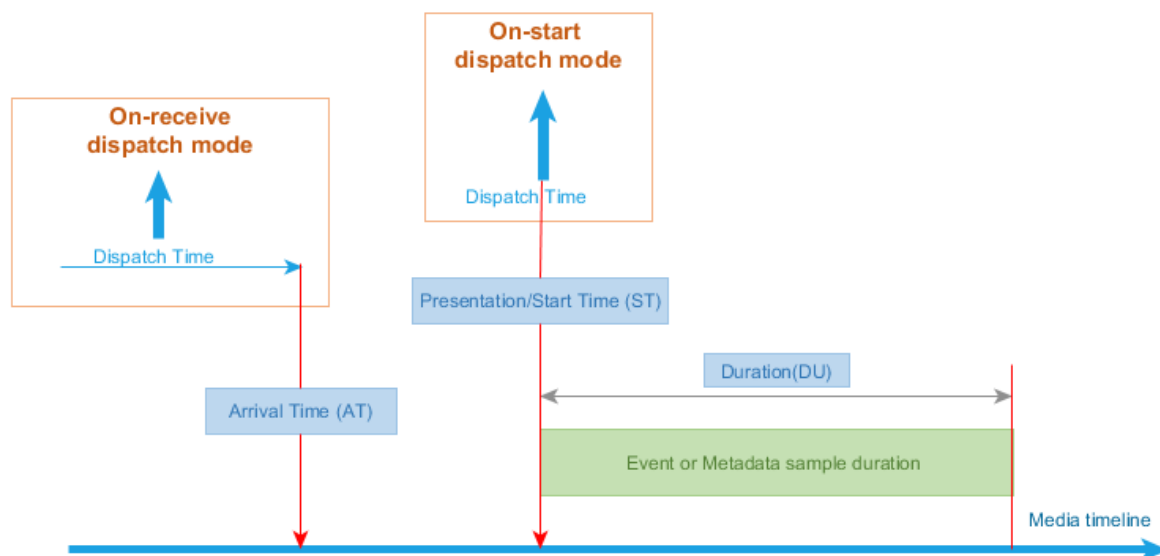 On-start
dispatch mode
On-receive
dispatch mode
Dispatch Time
Dispatch Time
Presentation/Start Time (ST)
Duration(DU)
Arrival Time (AT)
Event or Metadata sample duration
Media timeline